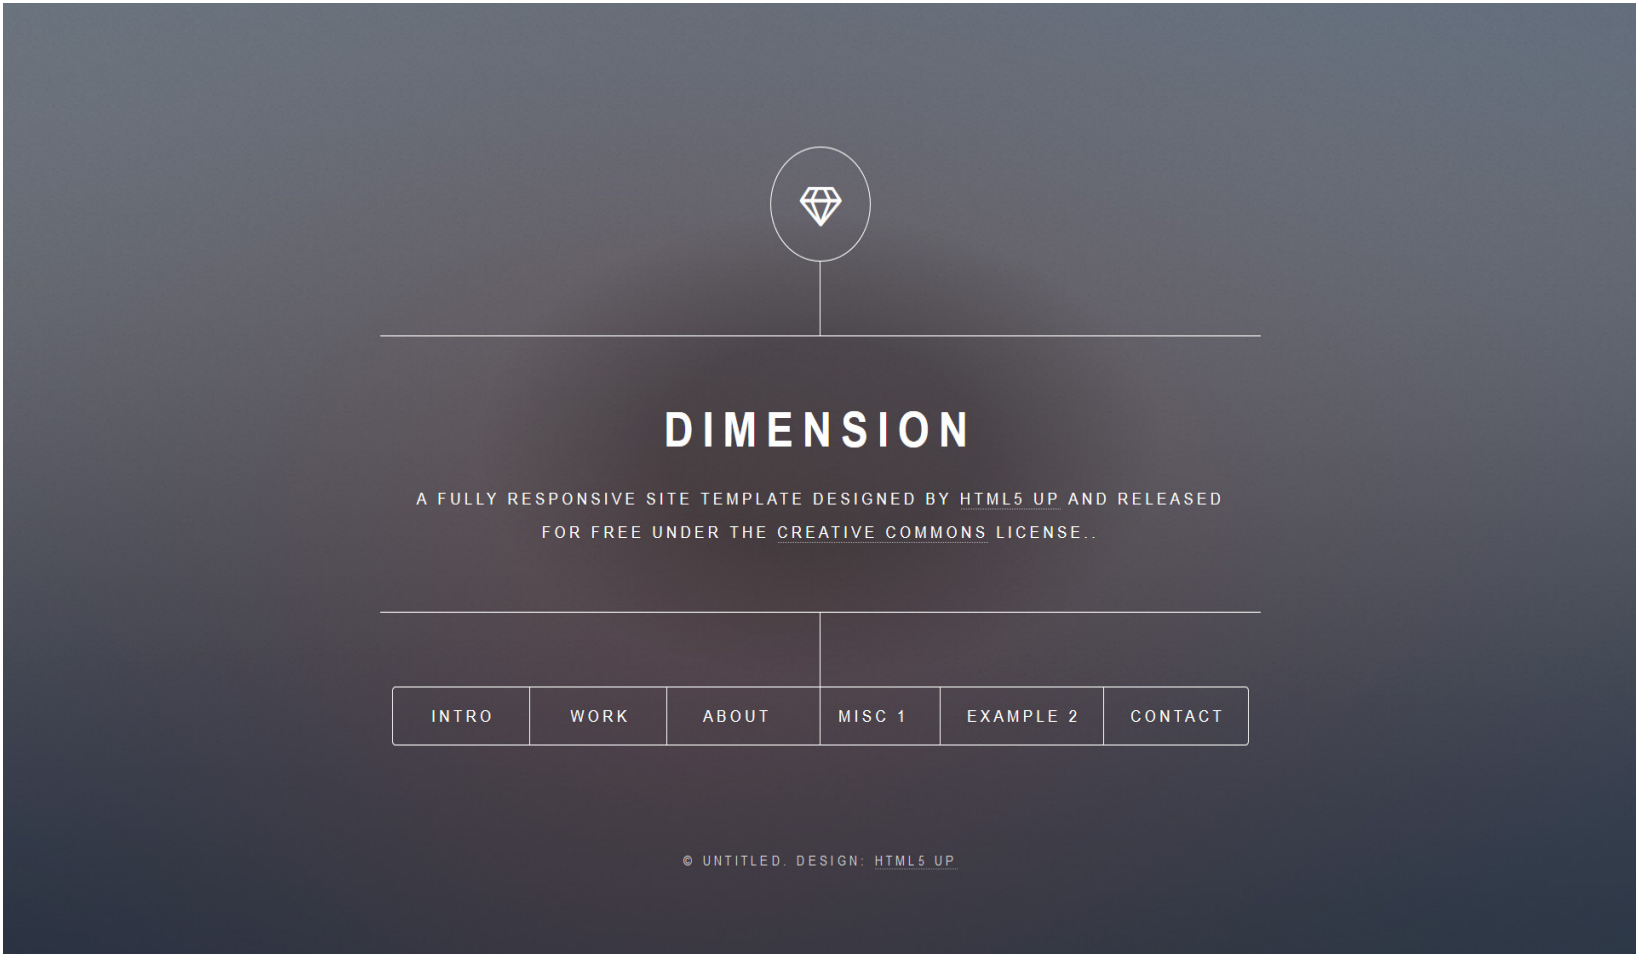 DIMENSION
A FULLY RESPONSIVE SITE TEMPLATE DESIGNED BY HTML5 UP AND RELEASED
FOR FREE UNDER THE CREATIVE COMMONS LICENSE..
INTRO WORK ABOUT MISC 1 EXAMPLE 2 CONTACT
© UNTITLED. DESIGN: HTML5 UP